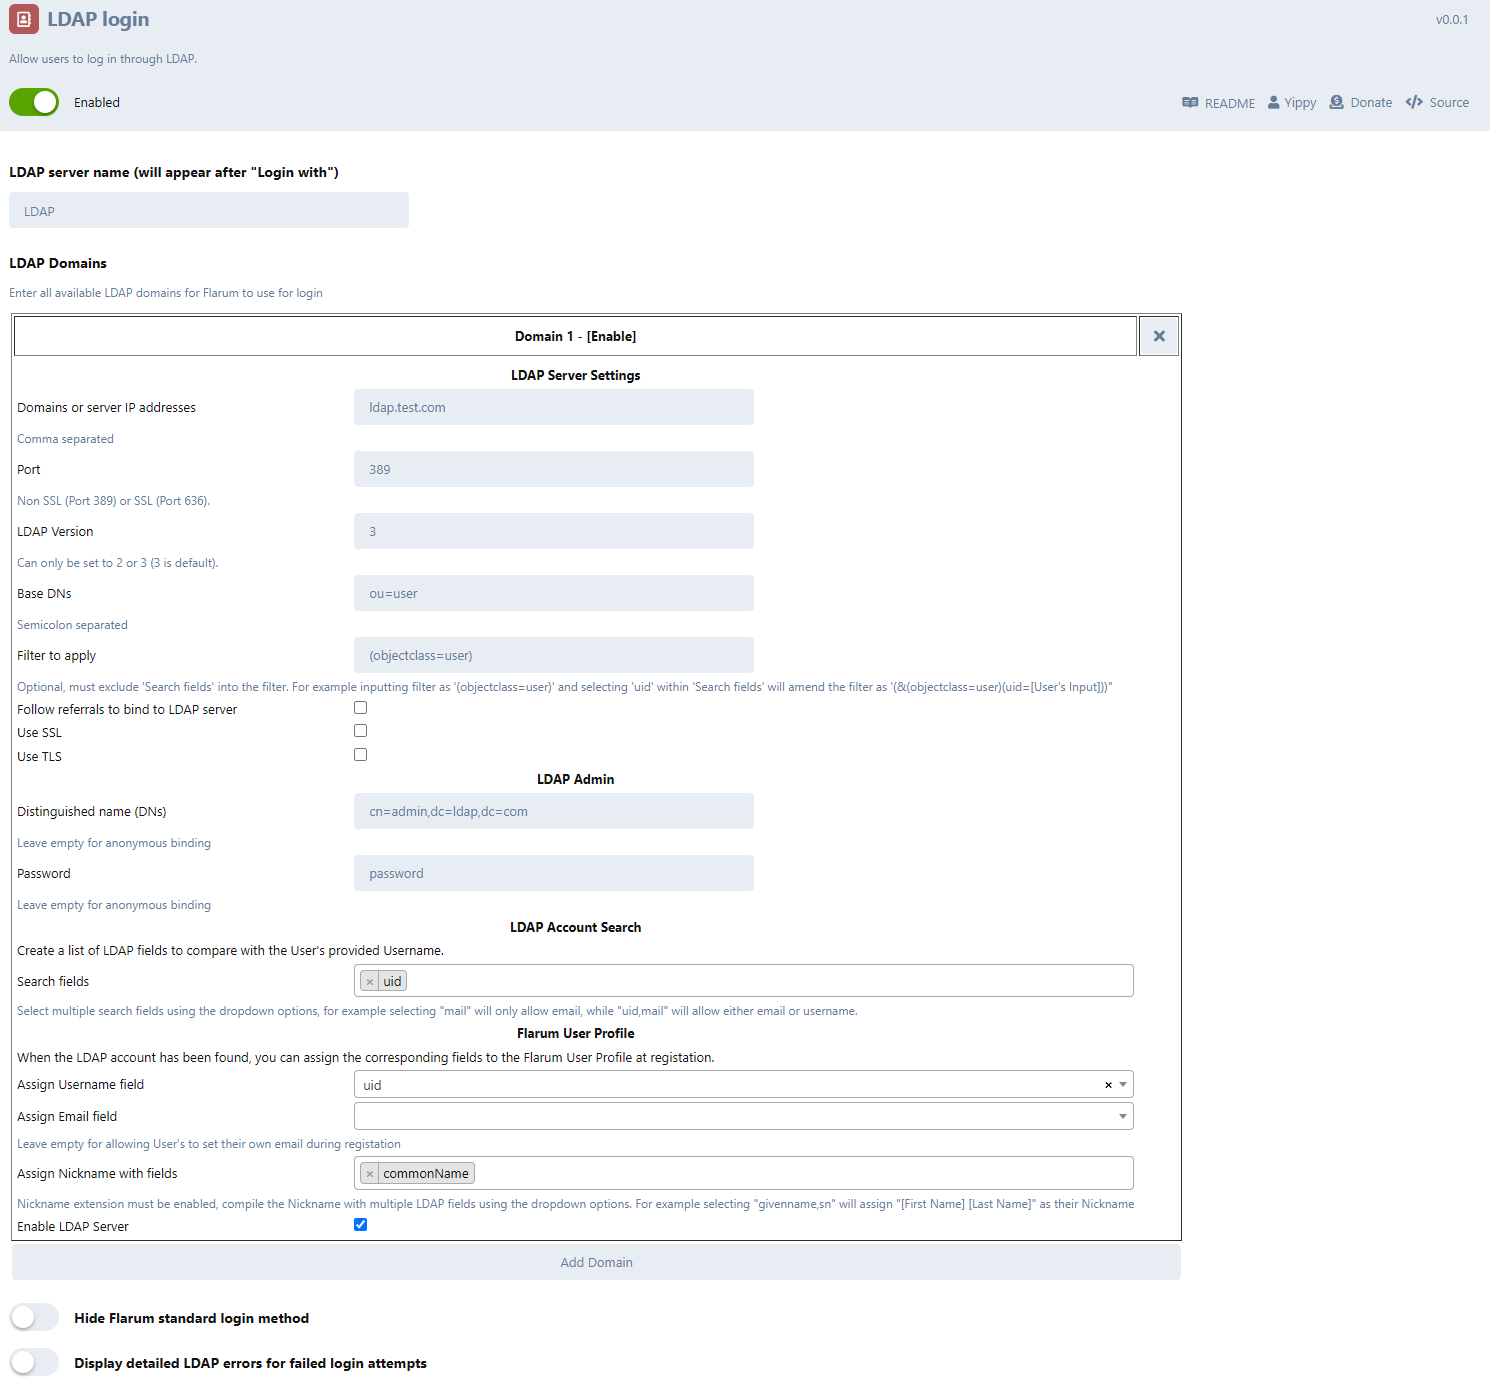 LDAP login
v0.0.1
Allow users to log in through LDAP.
Enabled
README Yippy Donate Source
LDAP server name (will appear after "Login with")
LDAP
LDAP Domains
Enter all available LDAP domains for Flarum to use for login
Domain 1 - [Enable]
LDAP Server Settings
Domains or server IP addresses ldap.test.com
Comma separated
Port 389
Non SSL (Port 389) or SSL (Port 636).
LDAP Version 3
Can only be set to 2 or 3 (3 is default).
Base DNs ou=user
Semicolon separated
Filter to apply (objectclass=user)
Optional, must exclude 'Search fields' into the filter. For example inputting filter as '(objectclass=user)' and selecting 'uid' within 'Search fields' will amend the filter as '(&(objectclass=user)(uid=[User's Input]))"
Follow referrals to bind to LDAP server
Use SSL
Use TLS
LDAP Admin
Distinguished name (DNs) cn=admin,dc=ldap,dc=com
Leave empty for anonymous binding
Password password
Leave empty for anonymous binding
LDAP Account Search
Create a list of LDAP fields to compare with the User's provided Username.
Search fields × uid
Select multiple search fields using the dropdown options, for example selecting "mail" will only allow email, while "uid,mail" will allow either email or username.
Flarum User Profile
When the LDAP account has been found, you can assign the corresponding fields to the Flarum User Profile at registation.
Assign Username field uid ×
Assign Email field
Leave empty for allowing User's to set their own email during registation
Assign Nickname with fields × commonName
Nickname extension must be enabled, compile the Nickname with multiple LDAP fields using the dropdown options. For example selecting "givenname,sn" will assign "[First Name] [Last Name]" as their Nickname
Enable LDAP Server
Add Domain
Hide Flarum standard login method
Display detailed LDAP errors for failed login attempts